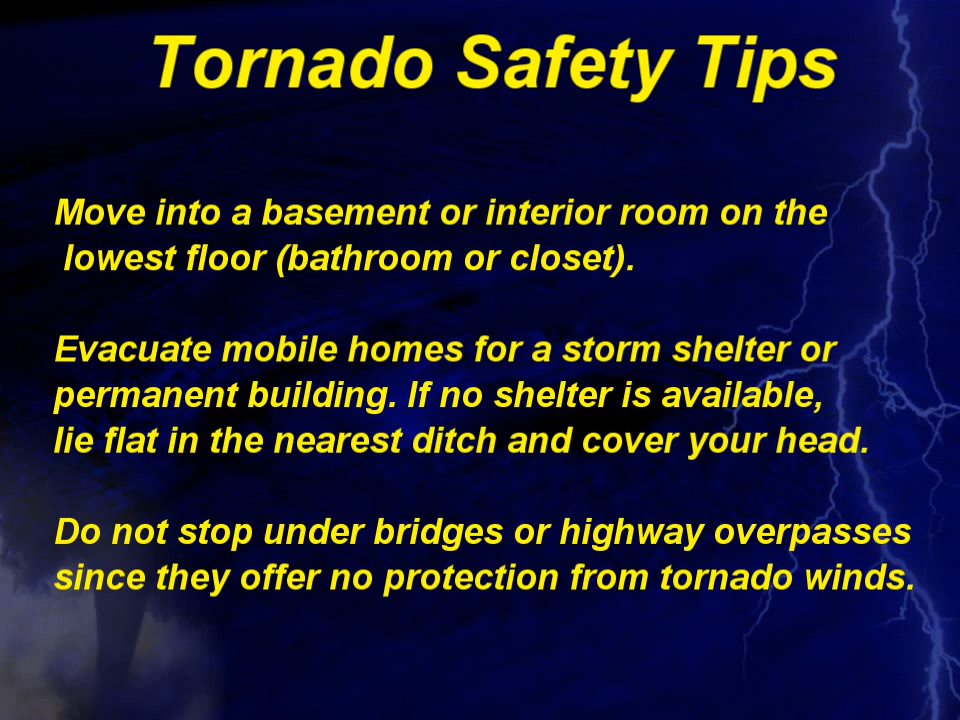 Tornado Safety Tips
Move into a basement or interior room on the
lowest floor (bathroom or closet).
Evacuate mobile homes for a storm shelter or
permanent building. If no shelter is available,
lie flat in the nearest ditch and cover your head.
Do not stop under bridges or highway overpasses
since they offer no protection from tornado winds.